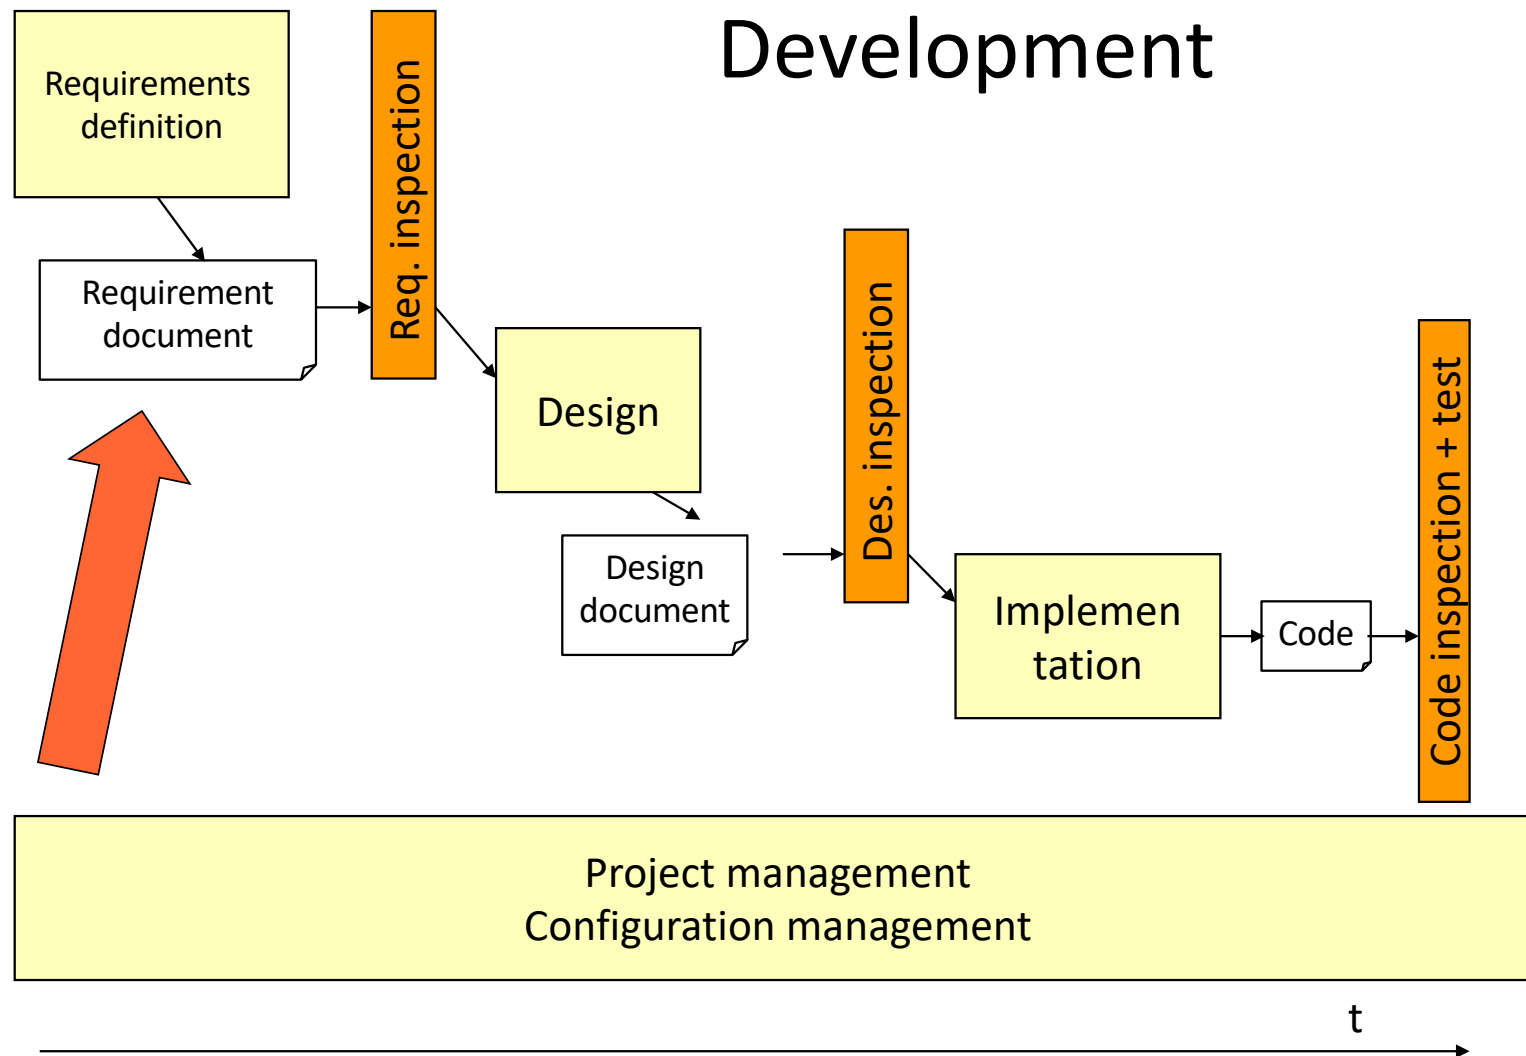 Development
Requirements
definition
Req. inspection
Requirement
document
Design
Des. inspection
Design
document
Implemen
tation
Code
Code inspection + test
Project management
Configuration management
t